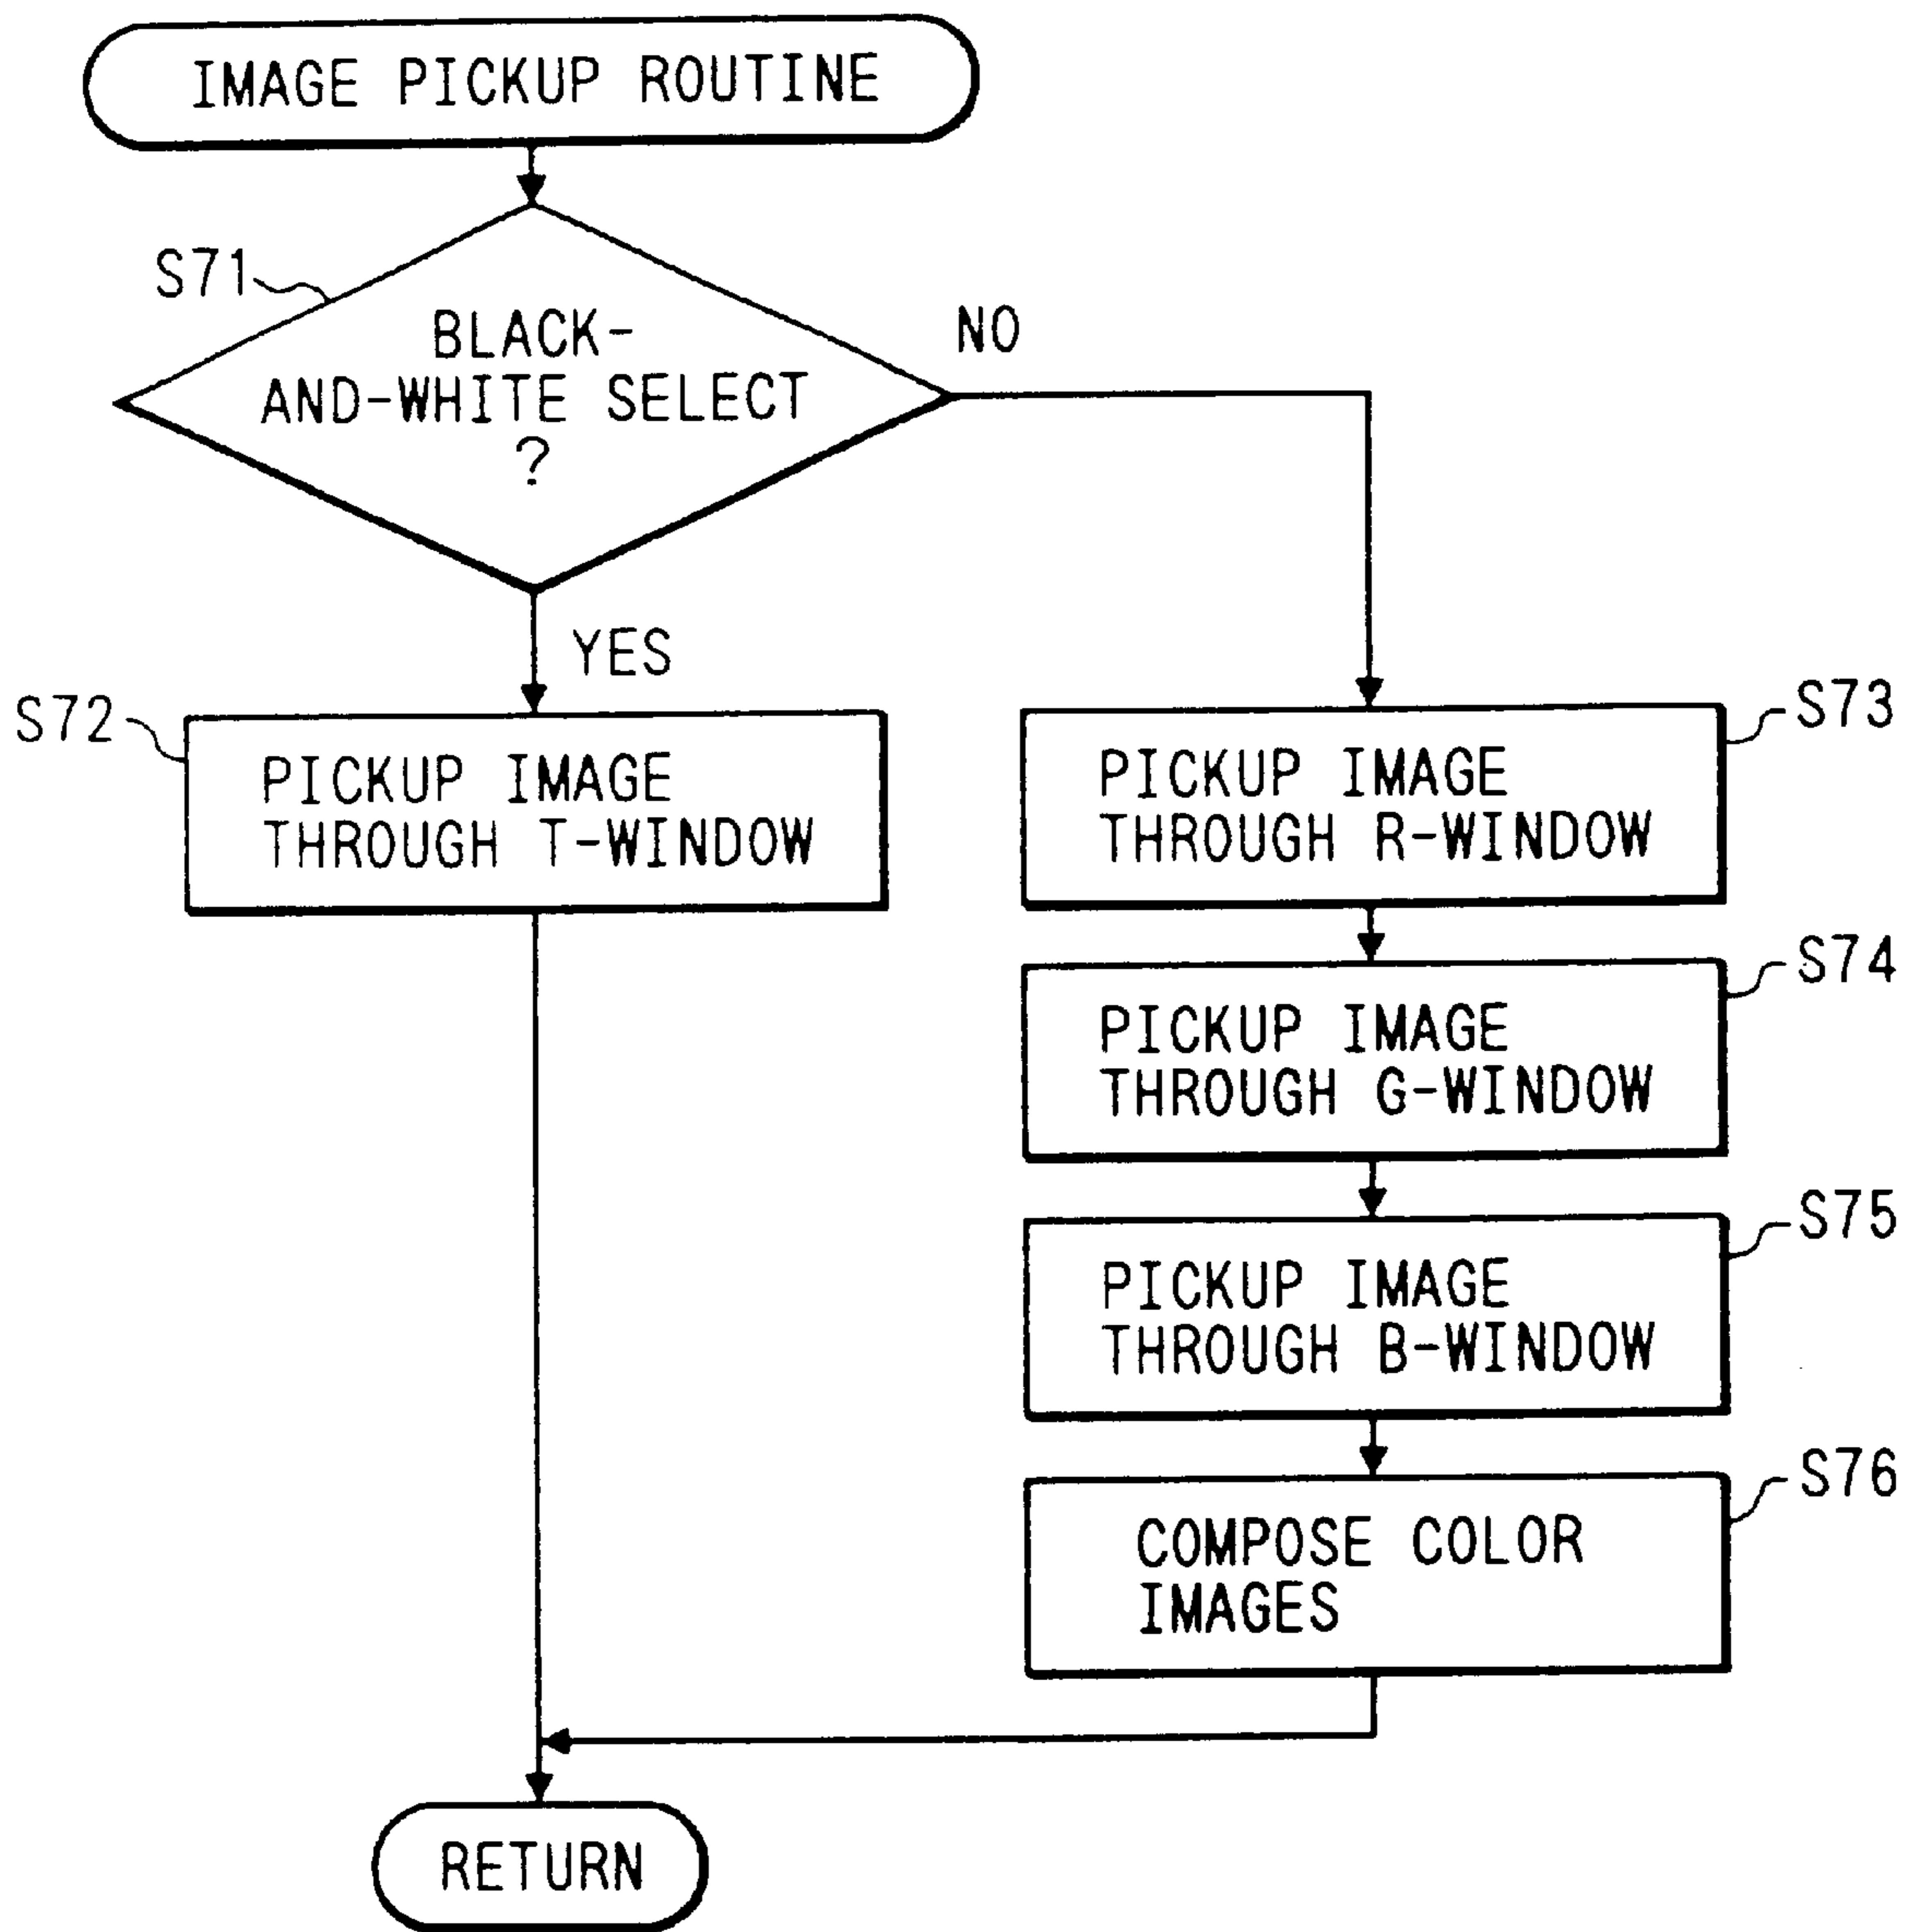 IMAGE PICKUP ROUTINE
S71
BLACK-
AND-WHITE SELECT
?
NO
YES
S72
PICKUP IMAGE
THROUGH T-WINDOW
S73
PICKUP IMAGE
THROUGH R-WINDOW
S74
PICKUP IMAGE
THROUGH G-WINDOW
S75
PICKUP IMAGE
THROUGH B-WINDOW
S76
COMPOSE COLOR
IMAGES
RETURN